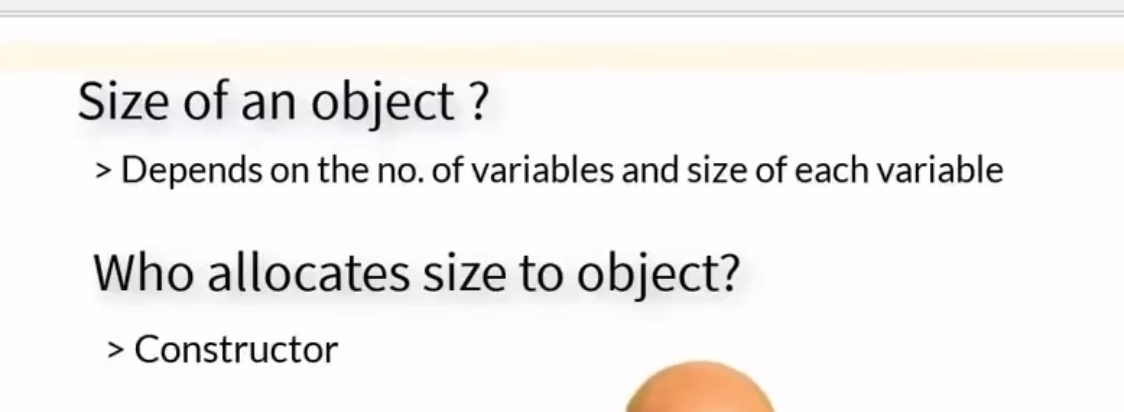 Size of an object ?
> Depends on the no. of variables and size of each variable
Who allocates size to object?
> Constructor